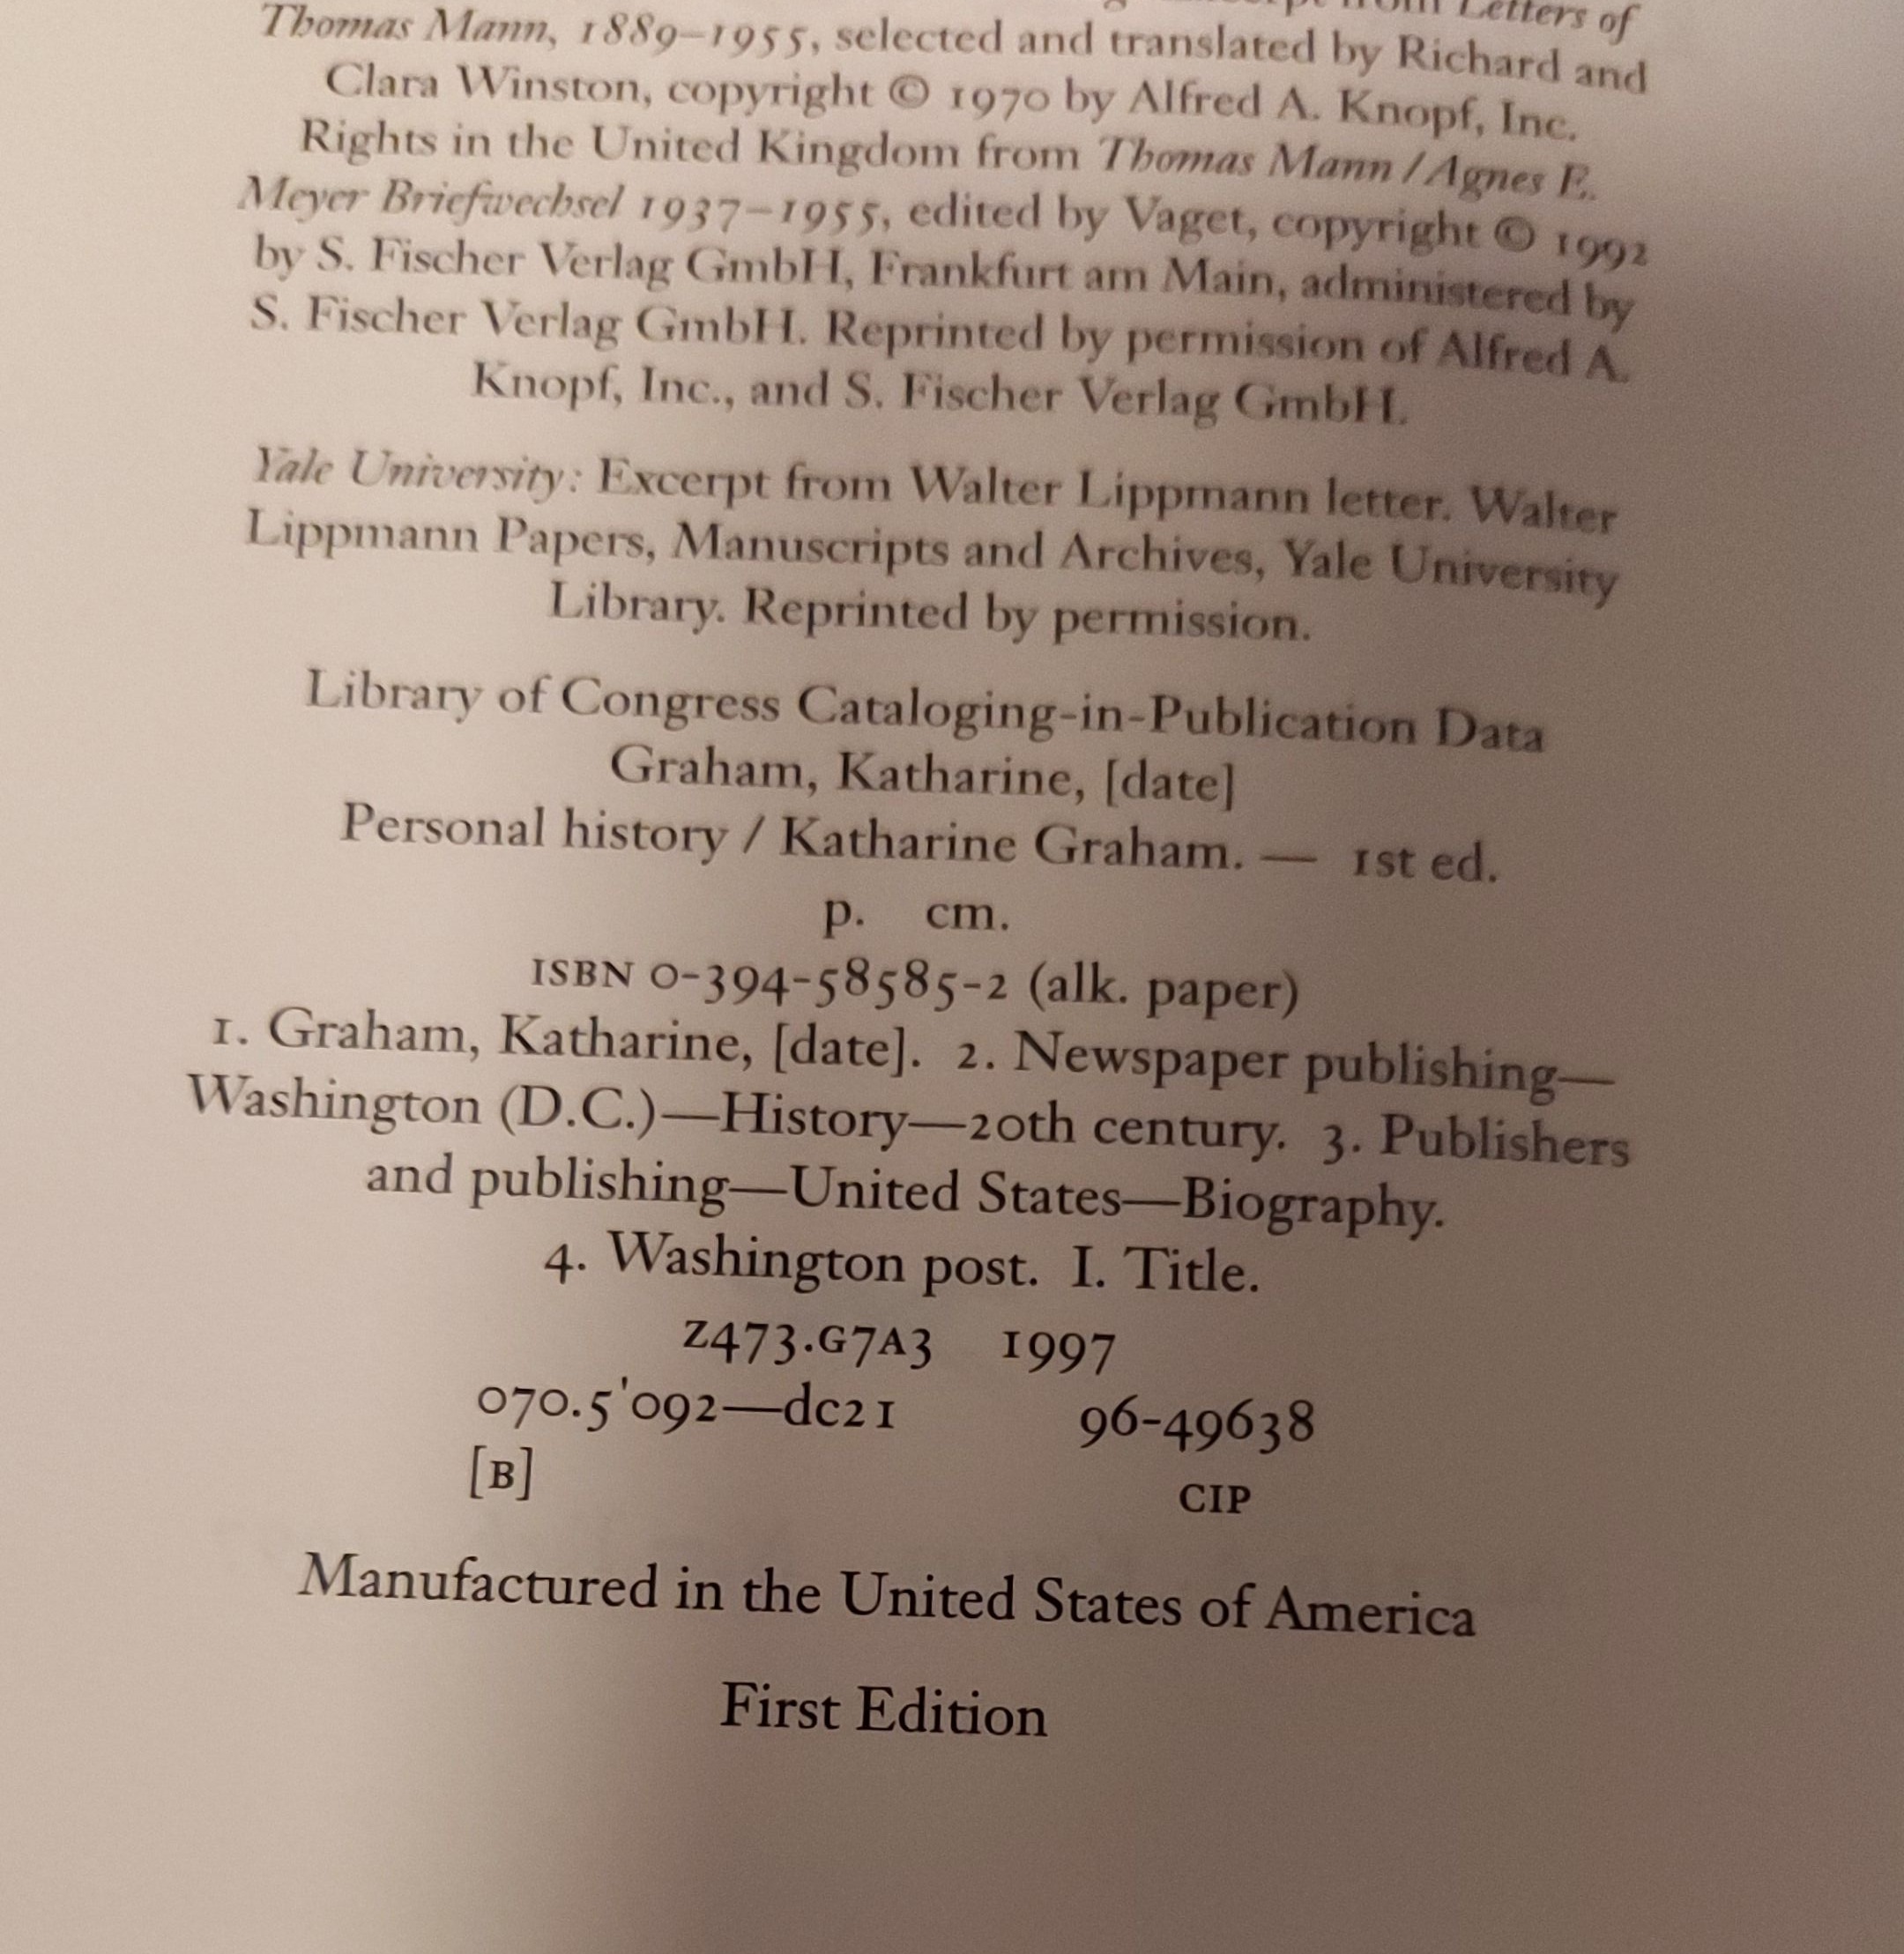 from Letters of
Thomas Mann, 1889–1955, selected and translated by Richard and
Clara Winston, copyright © 1970 by Alfred A. Knopf, Inc.
Rights in the United Kingdom from Thomas Mann / Agnes E.
Meyer Briefwechsel 1937–1955, edited by Vaget, copyright © 1992
by S. Fischer Verlag GmbH, Frankfurt am Main, administered by
S. Fischer Verlag GmbH. Reprinted by permission of Alfred A.
Knopf, Inc., and S. Fischer Verlag GmbH.
Yale University: Excerpt from Walter Lippmann letter. Walter
Lippmann Papers, Manuscripts and Archives, Yale University
Library. Reprinted by permission.
Library of Congress Cataloging-in-Publication Data
Graham, Katharine, [date]
Personal history / Katharine Graham. — 1st ed.
p. cm.
ISBN 0-394-58585-2 (alk. paper)
1. Graham, Katharine, [date]. 2. Newspaper publishing—
Washington (D.C.)—History—20th century. 3. Publishers
and publishing—United States—Biography.
4. Washington post. I. Title.
Z473.G7A3 1997
070.5'092—dc21 96-49638
[B] CIP
Manufactured in the United States of America
First Edition